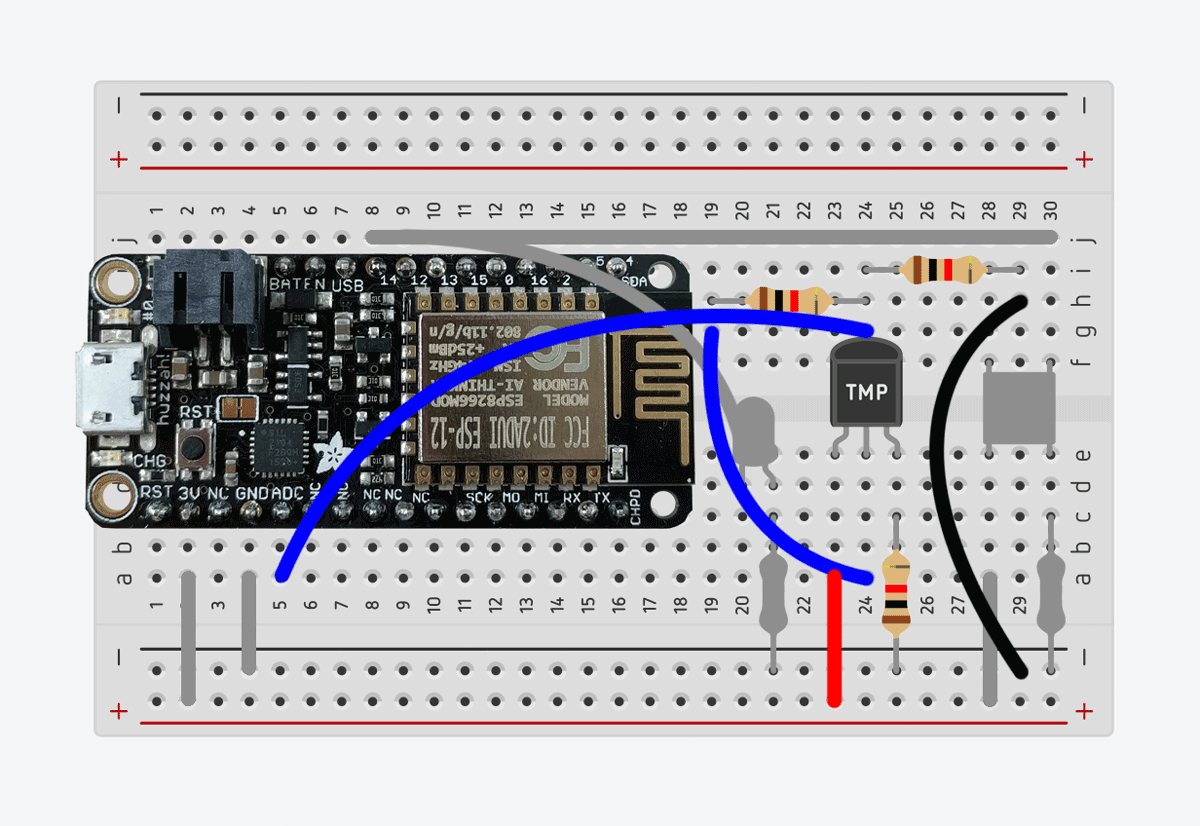 − −
+ +
1 2 3 4 5 6 7 8 9 10 11 12 13 14 15 16 17 18 19 20 21 22 23 24 25 26 27 28 29 30
j j
i
BAT EN USB 14 12 13 15 0 16 2 5 4 SDA
h
g
f
huzzah!
802.11b/g/n
+25dBm
VENDOR AI-THIN
MODEL ESP8266MOD
FCC ID:2ADUI ESP-12
TMP
RST
CHG
e
RST 3V NC GND ADC NC NC NC NC NC SCK MO MI RX TX CHPD
d
c
b b
a a
1 3 5 6 7 8 9 10 11 12 13 14 15 16 17 18 19 20 22 24 26 27 29
− −
+ +